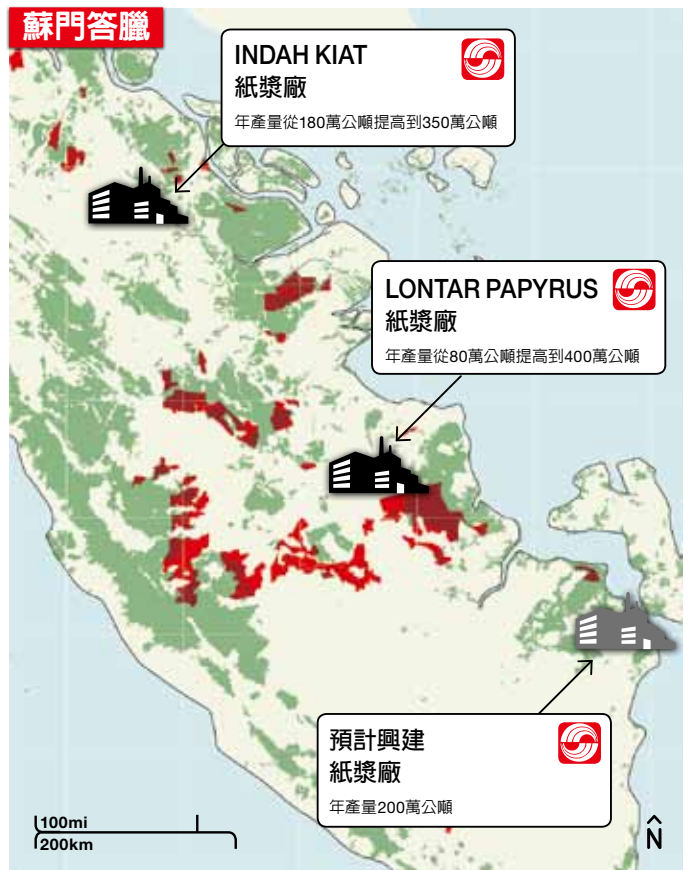 蘇門答臘
INDAH KIAT
紙漿廠
年產量從180萬公噸提高到350萬公噸
LONTAR PAPYRUS
紙漿廠
年產量從80萬公噸提高到400萬公噸
預計興建
紙漿廠
年產量200萬公噸
100mi
200km
N